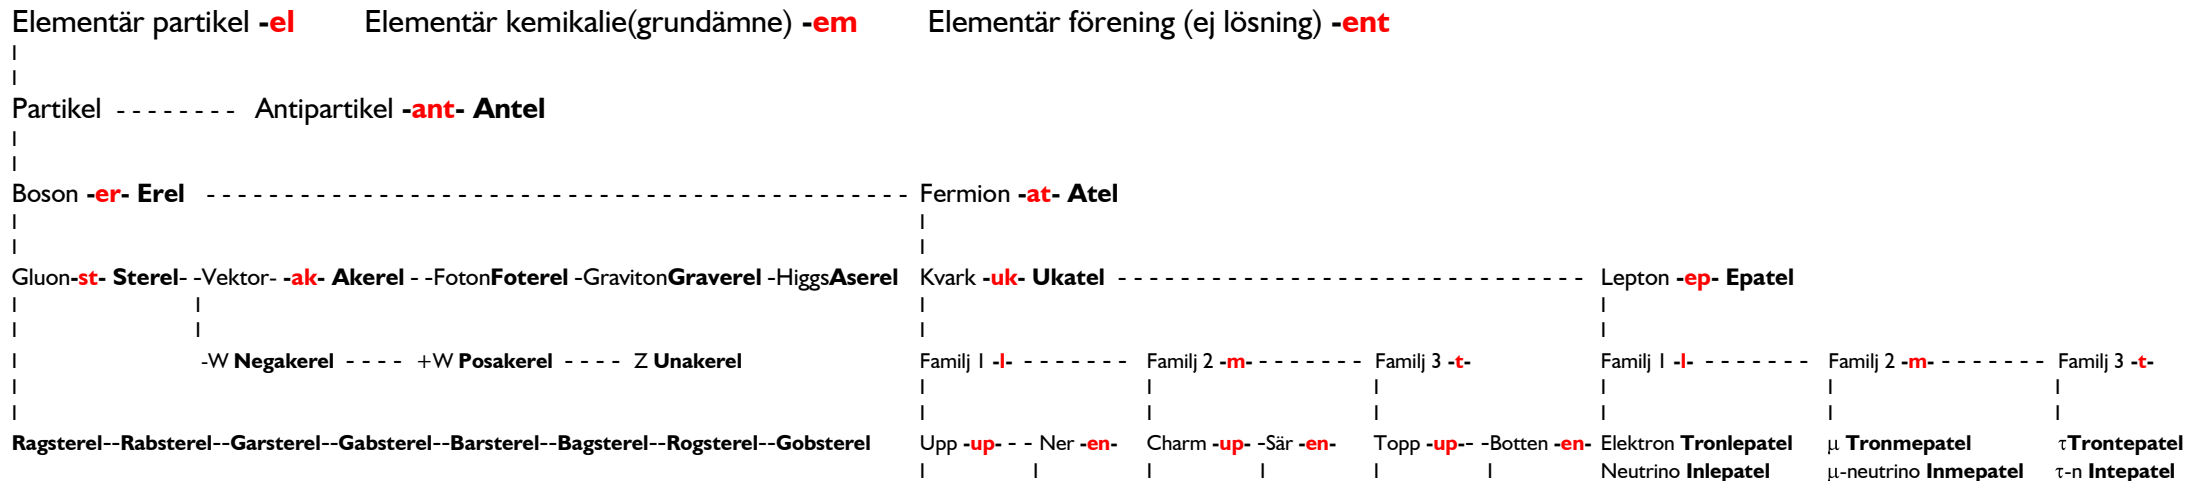 Elementär partikel -el Elementär kemikalie(grundämne) -em Elementär förening (ej lösning) -ent
Partikel - - - - - - - - Antipartikel -ant- Antel
Boson -er- Erel - - - - - - - - - - - - - - - - - - - - - - - - - - - - - - - - - - - - - - - - - - - - - Fermion -at- Atel
Gluon-st- Sterel- -Vektor- -ak- Akerel - -FotonFoterel -GravitonGraverel -HiggsAserel Kvark -uk- Ukatel - - - - - - - - - - - - - - - - - - - - - - - - - - - - - - Lepton -ep- Epatel
-W Negakerel - - - - +W Posakerel - - - - Z Unakerel Familj 1 -l- - - - - - - - Familj 2 -m- - - - - - - - Familj 3 -t- Familj 1 -l- - - - - - - - Familj 2 -m- - - - - - - - Familj 3 -t-
Ragsterel--Rabsterel--Garsterel--Gabsterel--Barsterel--Bagsterel--Rogsterel--Gobsterel Upp -up- - - Ner -en- Charm -up- -Sär -en- Topp -up-- -Botten -en- Elektron Tronlepatel μ Tronmepatel τTrontepatel
Neutrino Inlepatel μ-neutrino Inmepatel τ-n Intepatel